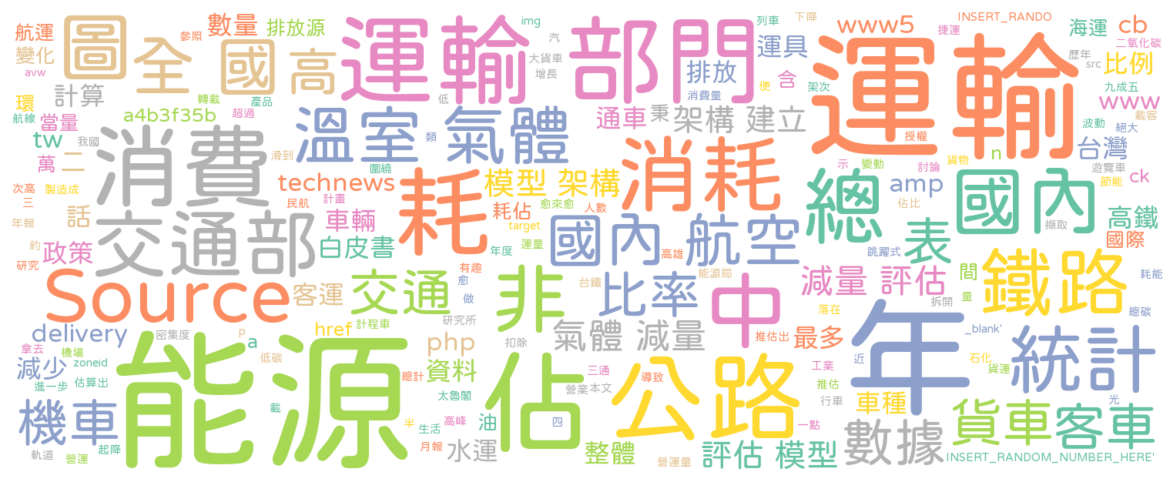 航運
數量
排放源
圖
全
國
高
運輸 部門
img
汽
列車
下降
運具
www5
捷運
INSERT_RANDO
海運
cb
變化
參照
大貨車
增長
二氧化碳
avw
排放
含
便
架次
歷年
src
比例
消費量
九成五
環
計算
轉載
產品
低
運輸
www
航線
當量
a4b3f35b
超過
溫室 氣體
類
通車
秉
架構 建立
授權
波動
絕大
載客
tw
我國
消費
萬
二
滑到
圍繞
消耗
示
變動
討論
貨物
n
台灣
遊覽車
technews
耗
模型 架構
節能
ck
次高
三
製造成
民航
計畫
愈來愈
人數
總
amp
佔比
國內
話
年報
車輛
耗佔
target
擷取
高鐵
約
交通部
白皮書
運量
國內 航空
跳躍式
表
國際
政策
年度
高雄
研究
有趣
愈
台鐵
能源局
減量 評估
間
量
耗能
Source
客運
交通
做
非
比率
中
拆開
鐵路
落在
總碳
delivery
密集度
p
a
href
計程車
研究所
php
扣除
氣體 減量
推估出
最多
年
_blank'
拿去
機場
zoneid
減少
低碳
總計
資料
三通
導致
工業
近
石化
貨運
統計
進一步
估算出
能源
太魯閣
營業
本文
佔
公路
推估
行車
車種
光
機車
載
半
高峰
生活
油
四
一點
數據
貨車
客車
軌道
營運
起降
月報
水運
整體
營運量
評估 模型
INSERT_RANDOM_NUMBER_HERE'